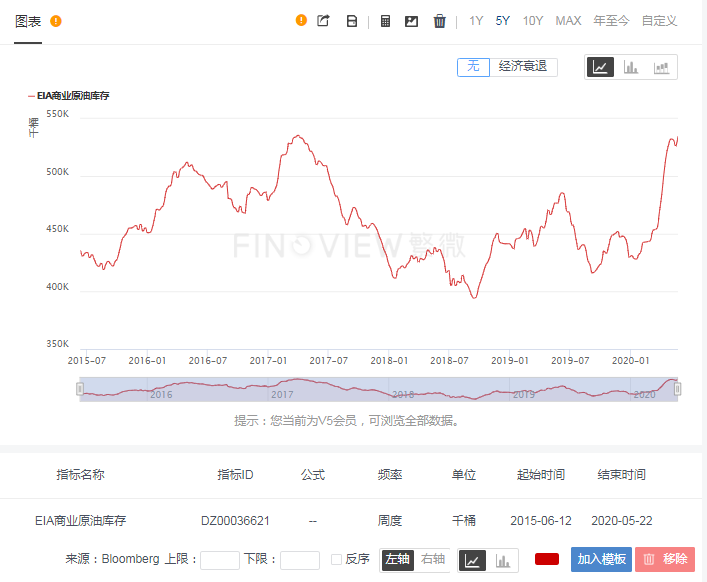 图表
1Y 5Y 10Y MAX 年至今 自定义
无 经济衰退
EIA商业原油库存
千桶
550K
500K
450K
400K
350K
FINOVIEW 繁微
2015-07 2016-01 2016-07 2017-01 2017-07 2018-01 2018-07 2019-01 2019-07 2020-01
2016 2017 2018 2019 2020
提示：您当前为V5会员，可浏览全部数据。
指标名称 指标ID 公式 频率 单位 起始时间 结束时间
EIA商业原油库存 DZ00036621 -- 周度 千桶 2015-06-12 2020-05-22
来源：Bloomberg 上限： 下限： 反序 左轴 右轴 加入模板 移除